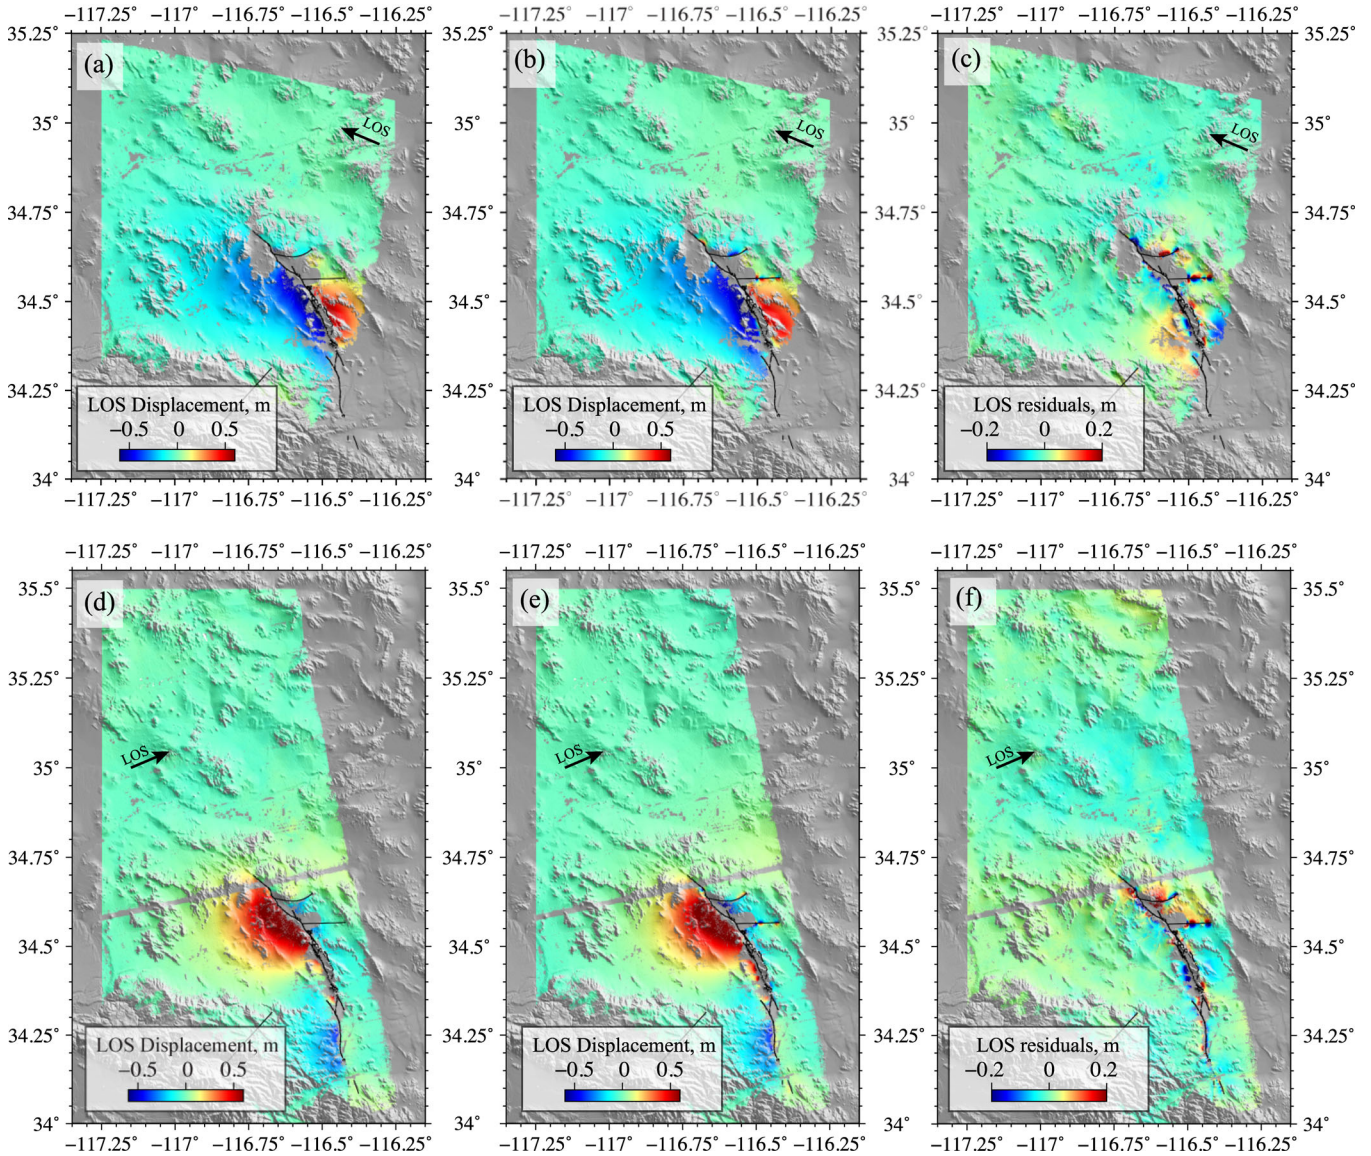 −117.25° −117° −116.75° −116.5° −116.25° −117.25° −117° −116.75° −116.5° −116.25° −117.25° −117° −116.75° −116.5° −116.25°
35.25° 35.25° 35.25°
(a) (b) (c)
35° LOS 35° LOS 35° LOS 35°
34.75° 34.75° 34.75° 34.75°
34.5° 34.5° 34.5° 34.5°
34.25° 34.25° 34.25° 34.25°
LOS Displacement, m LOS Displacement, m LOS residuals, m
−0.5 0 0.5 −0.5 0 0.5 −0.2 0 0.2
34° 34° 34° 34°
−117.25° −117° −116.75° −116.5° −116.25° −117.25° −117° −116.75° −116.5° −116.25° −117.25° −117° −116.75° −116.5° −116.25°
−117.25° −117° −116.75° −116.5° −116.25° −117.25° −117° −116.75° −116.5° −116.25° −117.25° −117° −116.75° −116.5° −116.25°
35.5° 35.5° 35.5° 35.5°
(d) (e) (f)
35.25° 35.25° 35.25° 35.25°
LOS LOS LOS
35° 35° 35° 35°
34.75° 34.75° 34.75° 34.75°
34.5° 34.5° 34.5° 34.5°
34.25° 34.25° 34.25° 34.25°
LOS Displacement, m LOS Displacement, m LOS residuals, m
−0.5 0 0.5 −0.5 0 0.5 −0.2 0 0.2
34° 34° 34° 34°
−117.25° −117° −116.75° −116.5° −116.25° −117.25° −117° −116.75° −116.5° −116.25° −117.25° −117° −116.75° −116.5° −116.25°